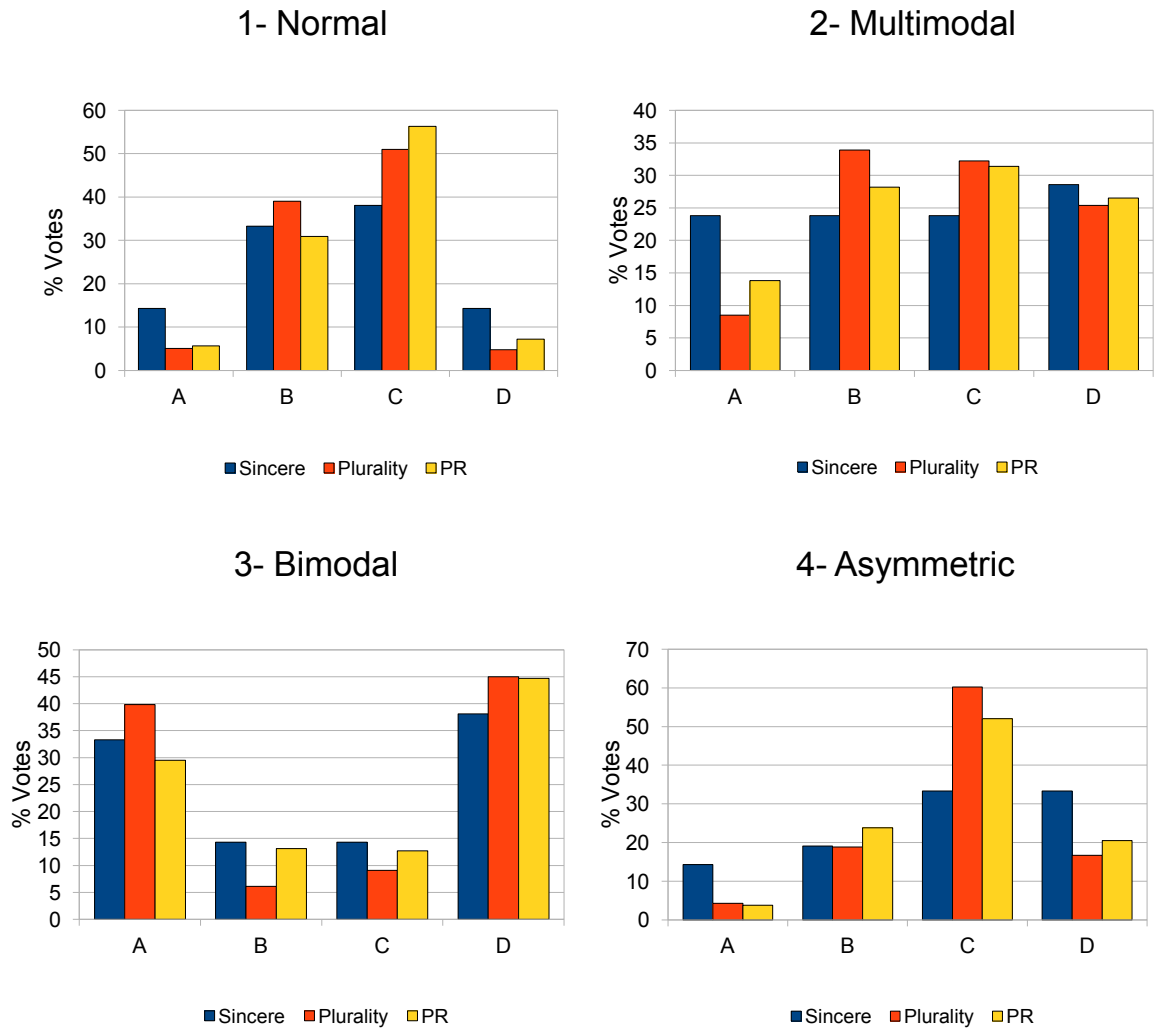 1- Normal
60
50
40
30
20
10
0
% Votes
A B C D
Sincere Plurality PR
2- Multimodal
40
35
30
25
20
15
10
5
0
% Votes
A B C D
Sincere Plurality PR
3- Bimodal
50
45
40
35
30
25
20
15
10
5
0
% Votes
A B C D
Sincere Plurality PR
4- Asymmetric
70
60
50
40
30
20
10
0
% Votes
A B C D
Sincere Plurality PR